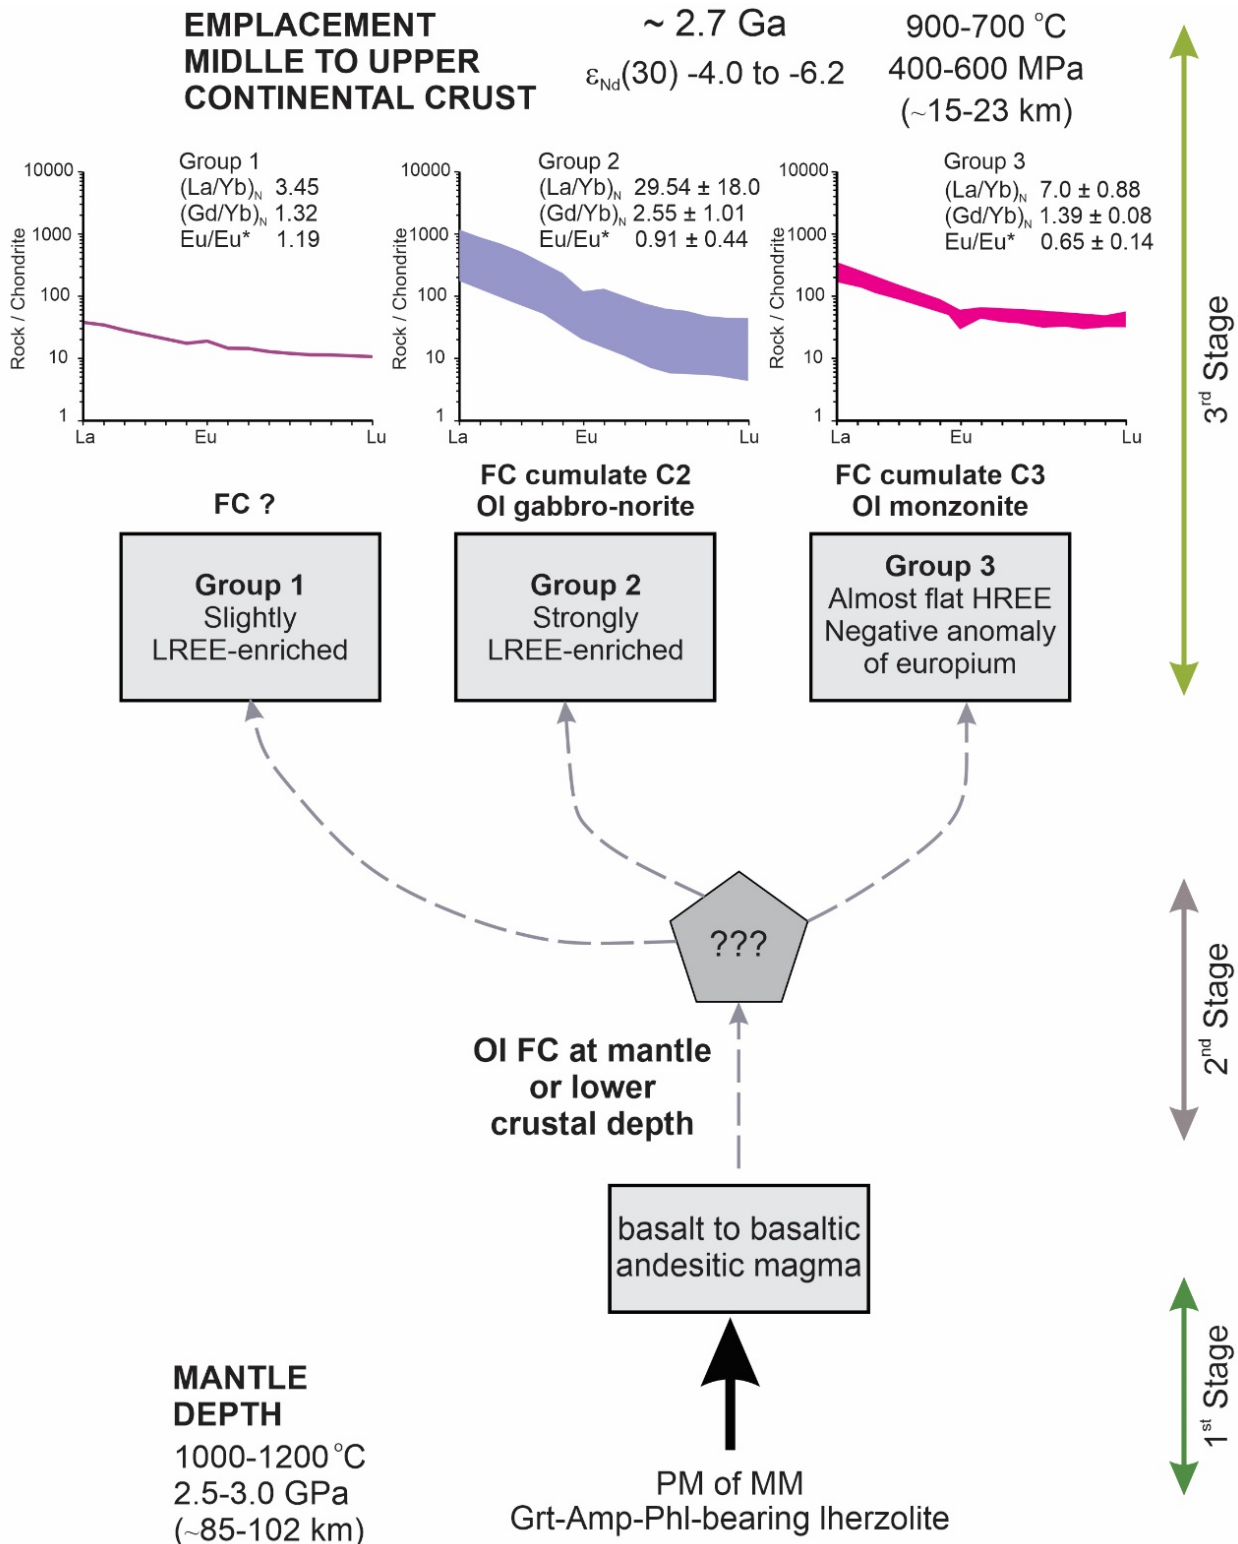 EMPLACEMENT
MIDLLE TO UPPER
CONTINENTAL CRUST
~ 2.7 Ga
εNd(30) -4.0 to -6.2
900-700 °C
400-600 MPa
(~15-23 km)
Group 1
(La/Yb)N 3.45
(Gd/Yb)N 1.32
Eu/Eu* 1.19
10000
1000
100
10
1
Rock / Chondrite
La Eu Lu
Group 2
(La/Yb)N 29.54 ± 18.0
(Gd/Yb)N 2.55 ± 1.01
Eu/Eu* 0.91 ± 0.44
10000
1000
100
10
1
Rock / Chondrite
La Eu Lu
Group 3
(La/Yb)N 7.0 ± 0.88
(Gd/Yb)N 1.39 ± 0.08
Eu/Eu* 0.65 ± 0.14
10000
1000
100
10
1
Rock / Chondrite
La Eu Lu
3rd Stage
FC ?
FC cumulate C2
Ol gabbro-norite
FC cumulate C3
Ol monzonite
Group 1
Slightly
LREE-enriched
Group 2
Strongly
LREE-enriched
Group 3
Almost flat HREE
Negative anomaly
of europium
???
2nd Stage
Ol FC at mantle
or lower
crustal depth
basalt to basaltic
andesitic magma
1st Stage
MANTLE
DEPTH
1000-1200 °C
2.5-3.0 GPa
(~85-102 km)
PM of MM
Grt-Amp-Phl-bearing lherzolite